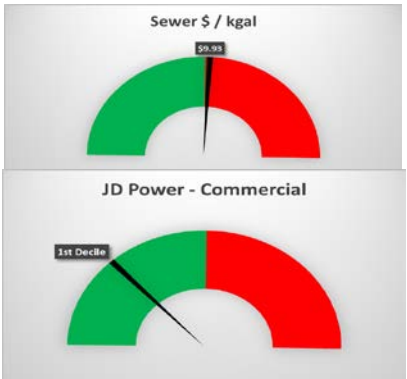 Sewer $ / kgal
$9.93
JD Power - Commercial
1st Decile